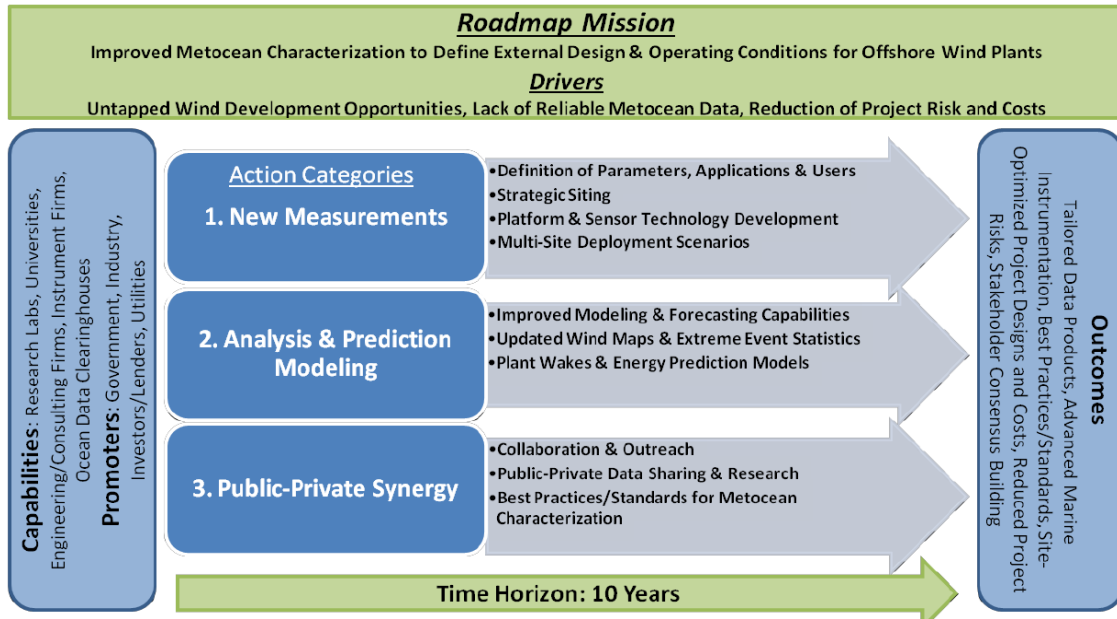 Roadmap Mission
Improved Metocean Characterization to Define External Design & Operating Conditions for Offshore Wind Plants
Drivers
Untapped Wind Development Opportunities, Lack of Reliable Metocean Data, Reduction of Project Risk and Costs
Capabilities: Research Labs, Universities,
Engineering/Consulting Firms, Instrument Firms,
Ocean Data Clearinghouses
Promoters: Government, Industry,
Investors/Lenders, Utilities
Action Categories
1. New Measurements
•Definition of Parameters, Applications & Users
•Strategic Siting
•Platform & Sensor Technology Development
•Multi-Site Deployment Scenarios
2. Analysis & Prediction
Modeling
•Improved Modeling & Forecasting Capabilities
•Updated Wind Maps & Extreme Event Statistics
•Plant Wakes & Energy Prediction Models
3. Public-Private Synergy
•Collaboration & Outreach
•Public-Private Data Sharing & Research
•Best Practices/Standards for Metocean
Characterization
Outcomes
Tailored Data Products, Advanced Marine
Instrumentation, Best Practices/Standards, Site-
Optimized Project Designs and Costs, Reduced Project
Risks, Stakeholder Consensus Building
Time Horizon: 10 Years